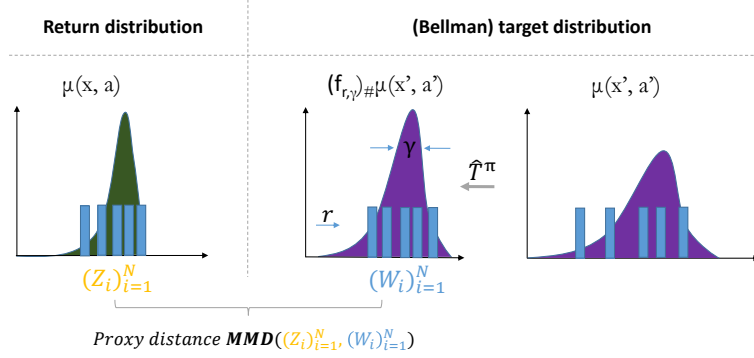 Return distribution
(Bellman) target distribution
μ(x, a)
(f_{r,γ})_# μ(x', a')
μ(x', a')
γ
T̂^π
r
(Z_i)_{i=1}^N
(W_i)_{i=1}^N
Proxy distance MMD((Z_i)_{i=1}^N, (W_i)_{i=1}^N)